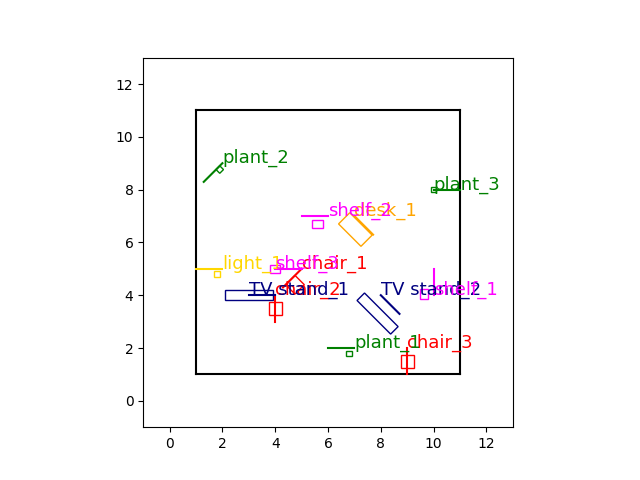 12
10
8
6
4
2
0
plant_2
plant_3
shelf_2
desk_1
light_1
shelf_3
chair_1
TV stand_1
chair_2
TV stand_2
shelf_1
plant_1
chair_3
0 2 4 6 8 10 12